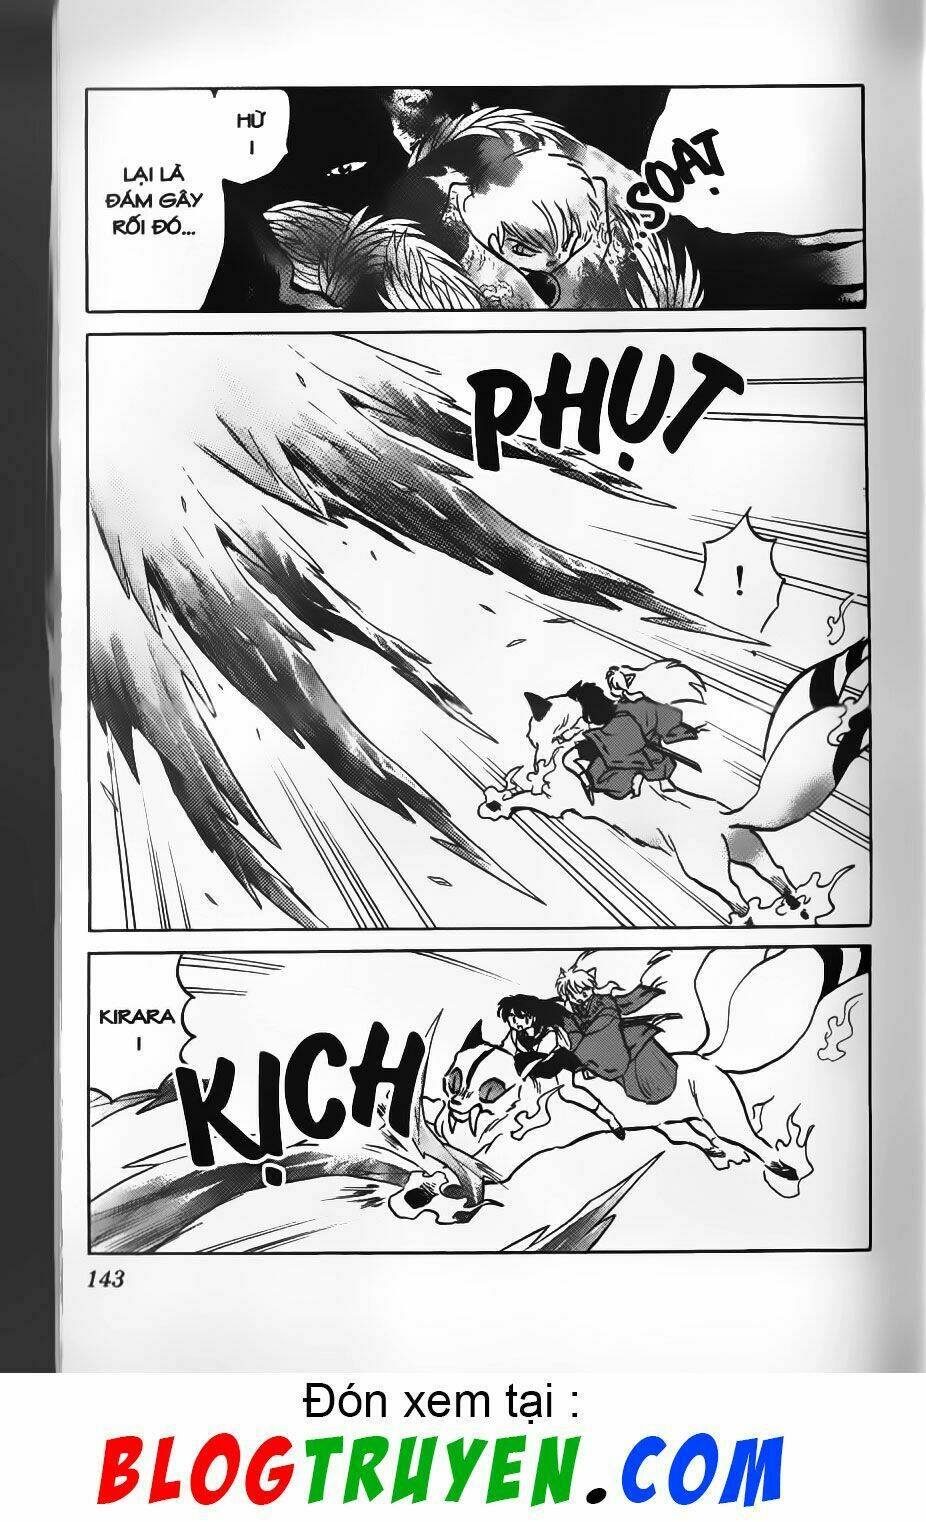 HỪ
!
LẠI LÀ
ĐÁM GÂY
RỐI ĐÓ...
SOẠT
PHỤT
!
KIRARA
!
KỊCH
143
Đón xem tại :
BLOGTRUYEN.COM